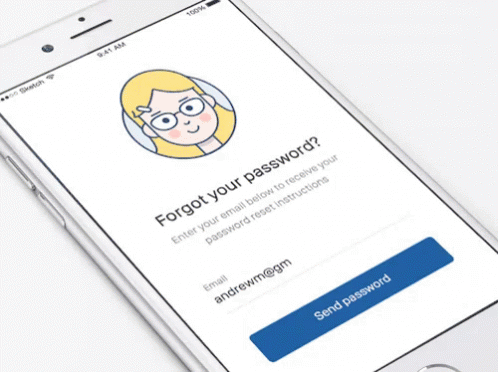 Sketch
9:41 AM
100%
Forgot your password?
Enter your email below to receive your
password reset instructions
Email
andrewm@gm
Send password